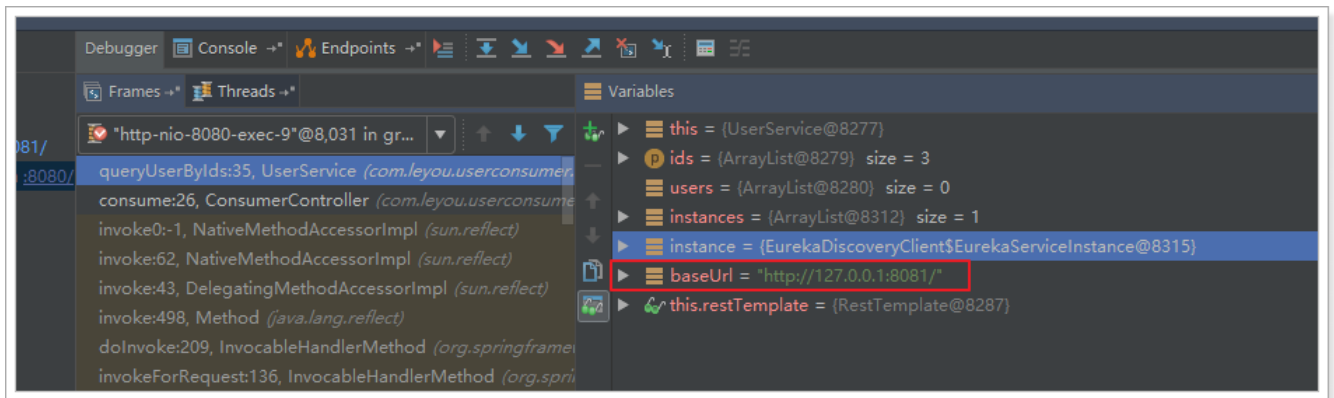 Debugger Console Endpoints
Frames Threads
Variables
"http-nio-8080-exec-9"@8,031 in gr...
081/
:8080/
queryUserByIds:35, UserService (com.leyou.userconsumer.
consume:26, ConsumerController (com.leyou.userconsume
invoke0:-1, NativeMethodAccessorImpl (sun.reflect)
invoke:62, NativeMethodAccessorImpl (sun.reflect)
invoke:43, DelegatingMethodAccessorImpl (sun.reflect)
invoke:498, Method (java.lang.reflect)
doInvoke:209, InvocableHandlerMethod (org.springframe
invokeForRequest:136, InvocableHandlerMethod (org.spri
this = {UserService@8277}
ids = {ArrayList@8279} size = 3
users = {ArrayList@8280} size = 0
instances = {ArrayList@8312} size = 1
instance = {EurekaDiscoveryClient$EurekaServiceInstance@8315}
baseUrl = "http://127.0.0.1:8081/"
this.restTemplate = {RestTemplate@8287}